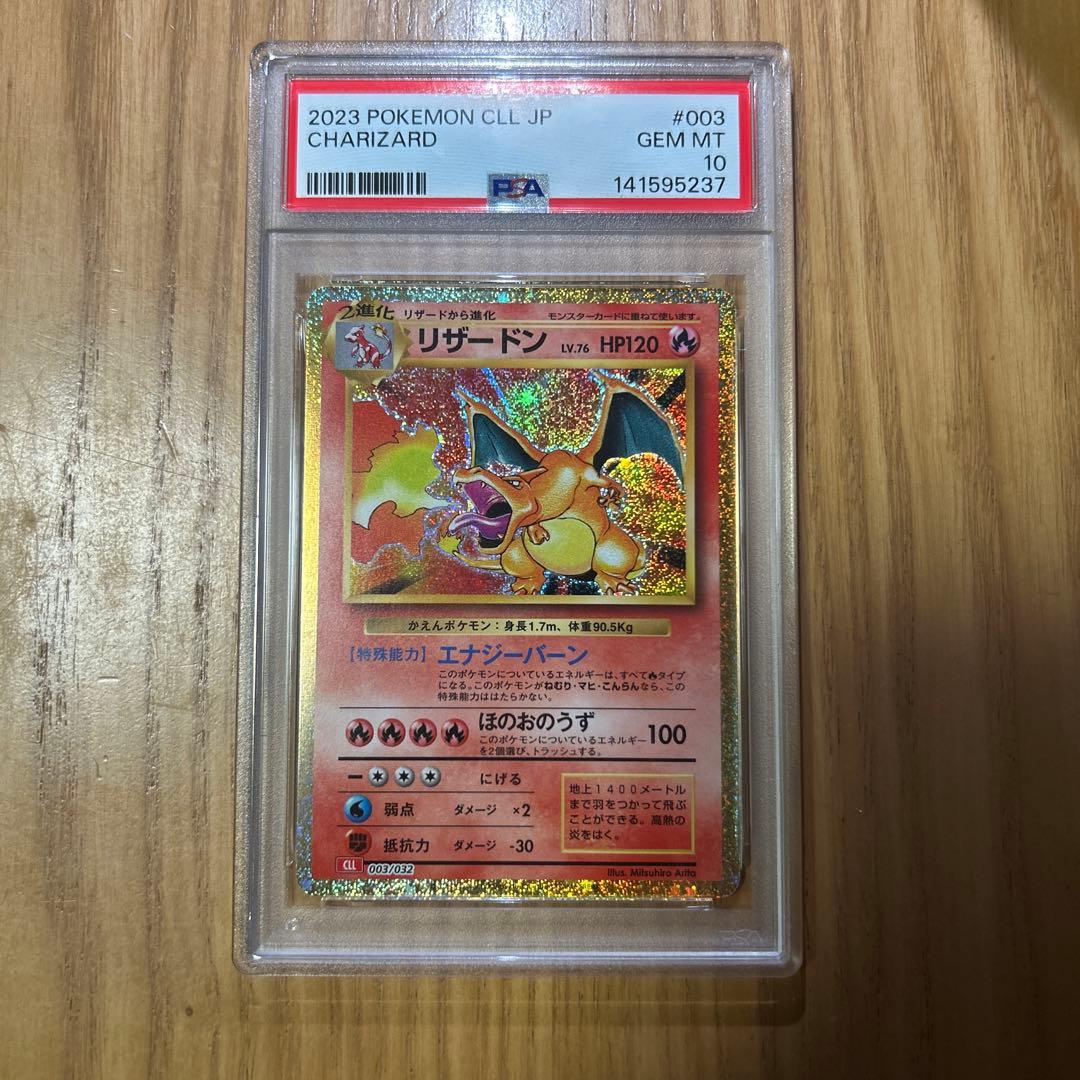 2023 POKEMON CLL JP #003
CHARIZARD GEM MT
10
PSA 141595237
2進化 リザードから進化 モンスターカードに重ねて使います。
リザードン LV.76 HP120
かえんポケモン：身長1.7m、体重90.5Kg
【特殊能力】エナジーバーン
このポケモンについているエネルギーは、すべて🔥タイプ
になる。このポケモンがねむり・マヒ・こんらんなら、この
特殊能力ははたらかない。
ほのおのうず 100
このポケモンについているエネルギー
を2個選び、トラッシュする。
にげる
弱点 ダメージ ×2
抵抗力 ダメージ -30
地上1400メートル
まで羽をつかって飛ぶ
ことができる。高熱の
炎をはく。
CLL 003/032
Illus. Mitsuhiro Arita
PSA